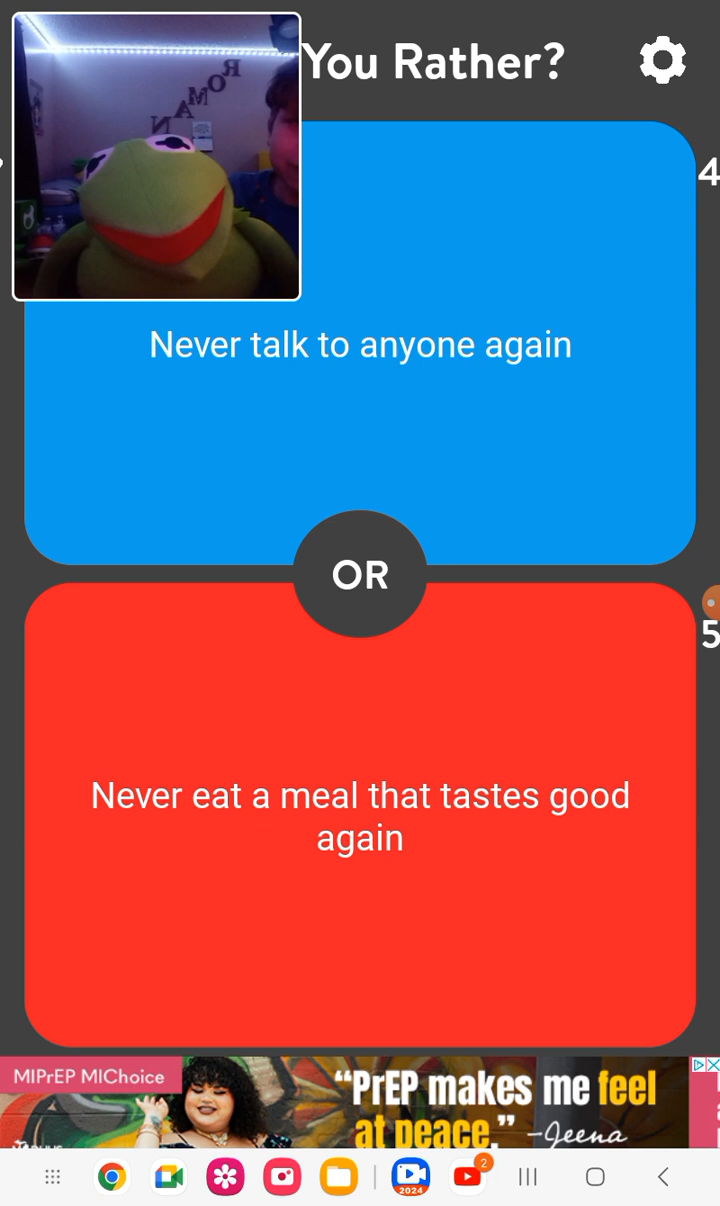 You Rather?
ROMAN
4
Never talk to anyone again
OR
5
Never eat a meal that tastes good
again
MIPrEP MIChoice
“PrEP makes me feel
at peace.” –Jeena
2
2024